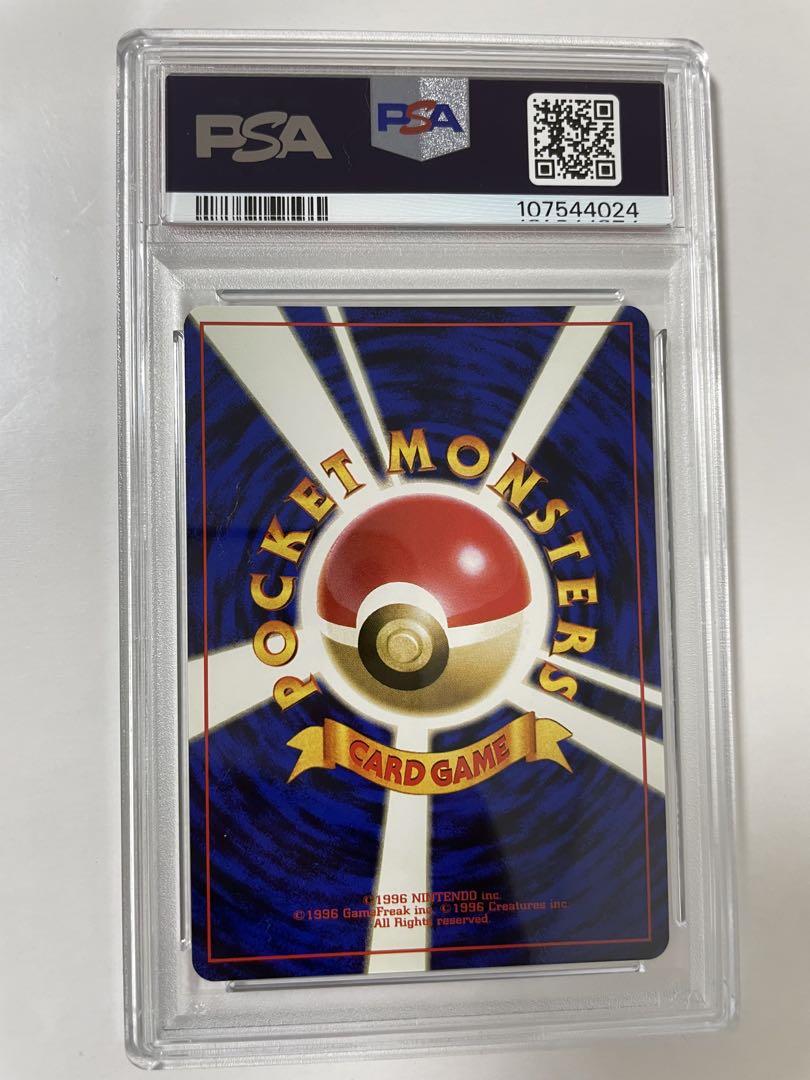 PSA
PSA
107544024
POCKET MONSTERS
CARD GAME
©1996 NINTENDO inc.
©1996 GameFreak inc. ©1996 Creatures inc.
All Rights reserved.